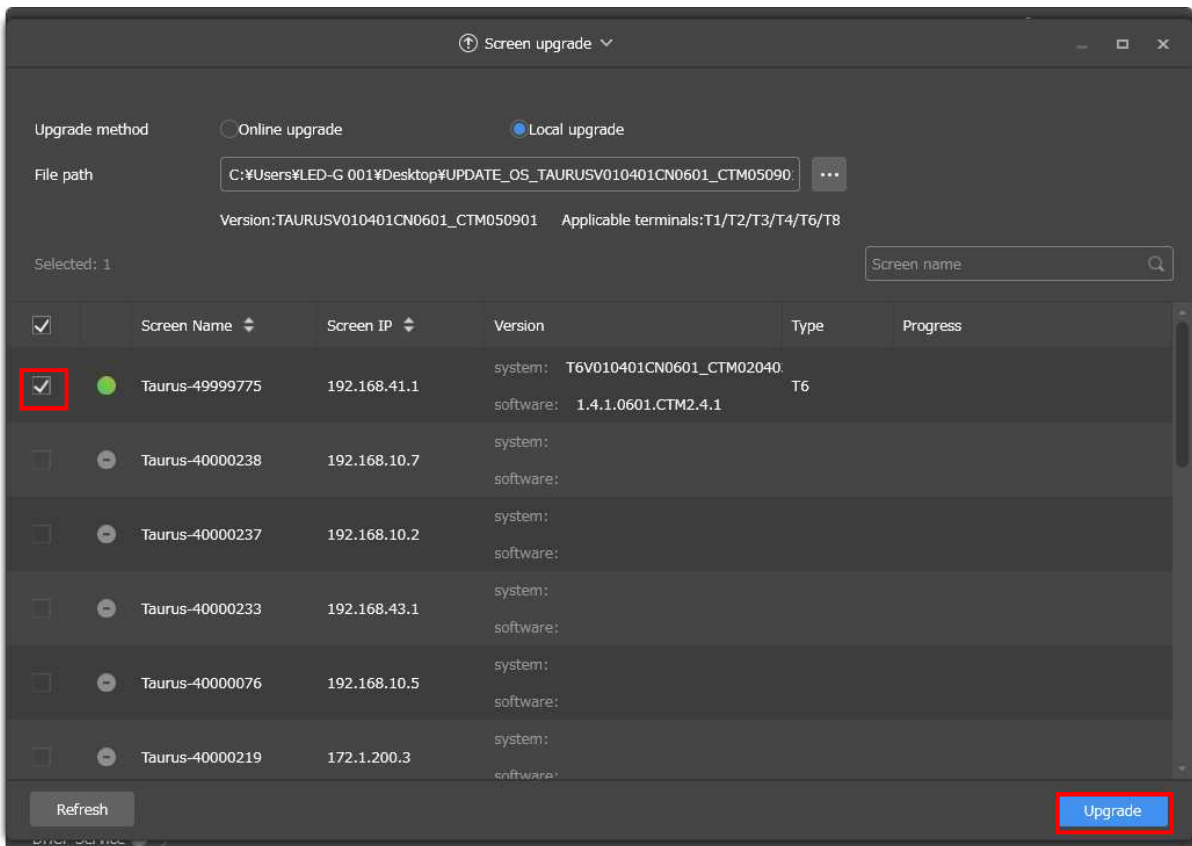 Screen upgrade
Upgrade method Online upgrade Local upgrade
File path C:¥Users¥LED-G 001¥Desktop¥UPDATE_OS_TAURUSV010401CN0601_CTM05090 ...
Version:TAURUSV010401CN0601_CTM050901 Applicable terminals:T1/T2/T3/T4/T6/T8
Selected: 1 Screen name
Screen Name Screen IP Version Type Progress
system: T6V010401CN0601_CTM02040
Taurus-49999775 192.168.41.1 T6
software: 1.4.1.0601.CTM2.4.1
system:
Taurus-40000238 192.168.10.7
software:
system:
Taurus-40000237 192.168.10.2
software:
system:
Taurus-40000233 192.168.43.1
software:
system:
Taurus-40000076 192.168.10.5
software:
system:
Taurus-40000219 172.1.200.3
software:
Refresh Upgrade